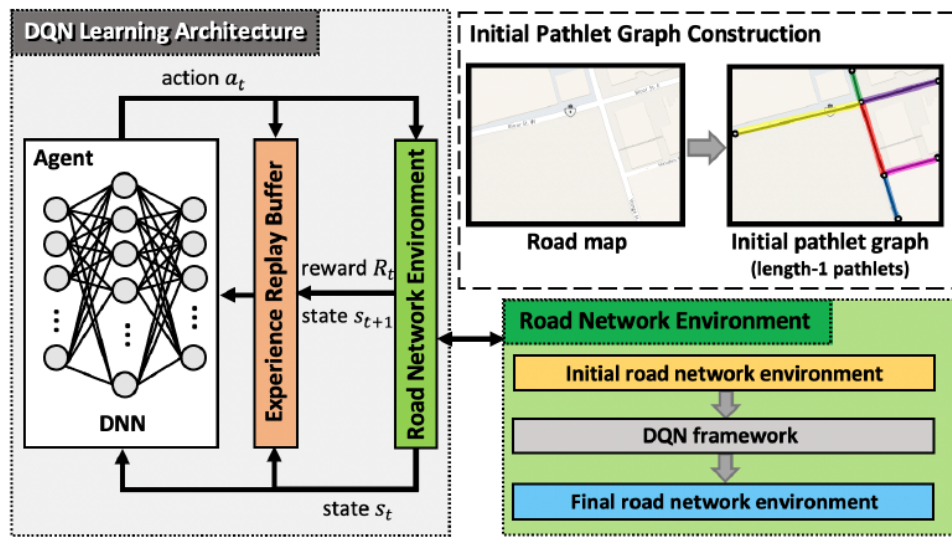 DQN Learning Architecture
action a_t
Agent
DNN
Experience Replay Buffer
reward R_t
state s_{t+1}
Road Network Environment
state s_t
Initial Pathlet Graph Construction
Road map
Initial pathlet graph
(length-1 pathlets)
Road Network Environment
Initial road network environment
DQN framework
Final road network environment